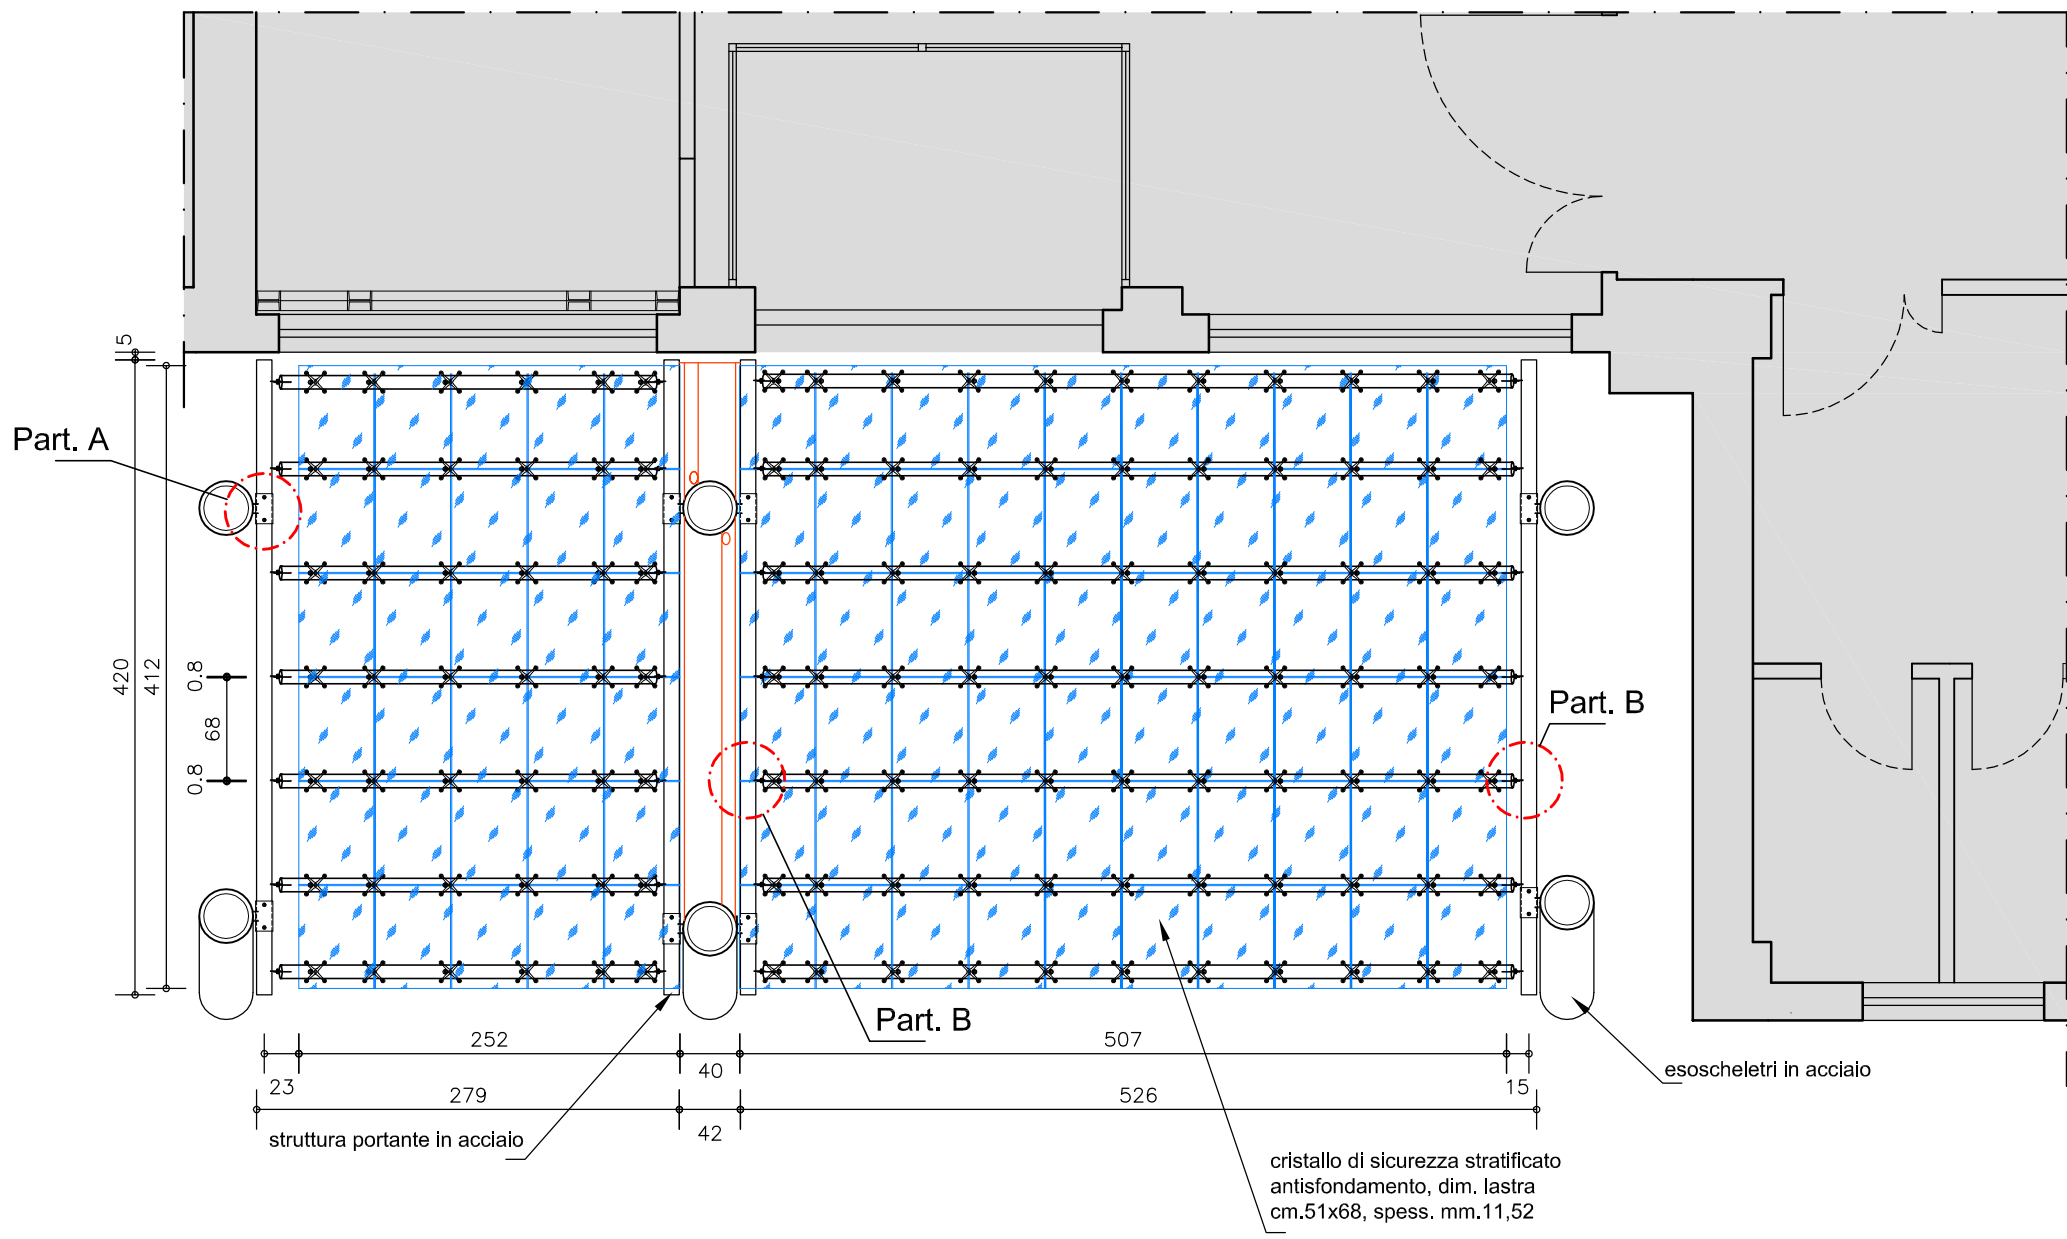 5
Part. A
420
412
0.8
68
0.8
Part. B
Part. B
252
507
40
23
15
279
526
42
esoscheletri in acciaio
struttura portante in acciaio
cristallo di sicurezza stratificato
antisfondamento, dim. lastra
cm.51x68, spess. mm.11,52